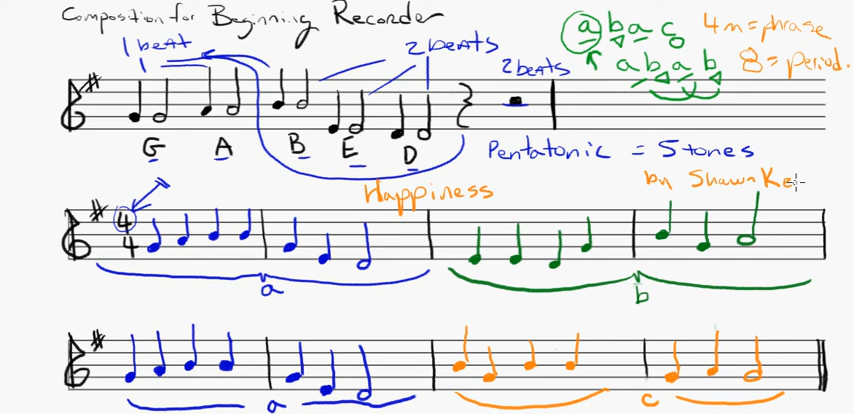 Composition for Beginning Recorder
a b a c 4 m = phrase
1 beat 2 beats
a b a b 8 = period.
2 beats
G A B E D
Pentatonic = 5 tones
Happiness by Shawn Ke
4
4
a b
a c